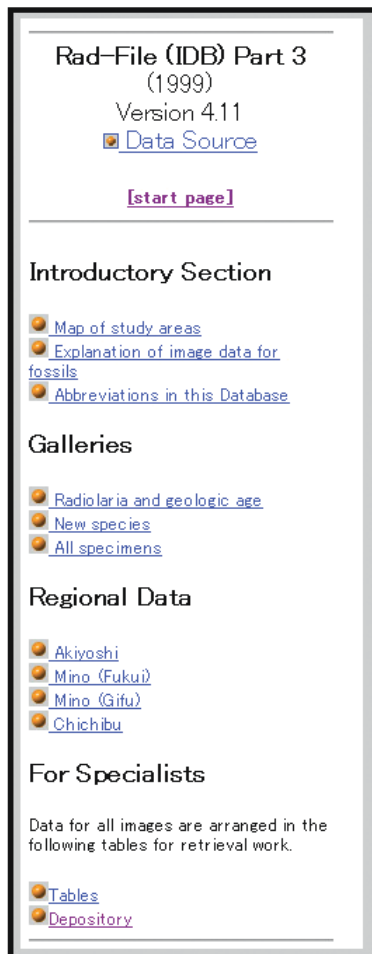 Rad-File (IDB) Part 3
(1999)
Version 4.11
Data Source
[start page]
Introductory Section
Map of study areas
Explanation of image data for
fossils
Abbreviations in this Database
Galleries
Radiolaria and geologic age
New species
All specimens
Regional Data
Akiyoshi
Mino (Fukui)
Mino (Gifu)
Chichibu
For Specialists
Data for all images are arranged in the
following tables for retrieval work.
Tables
Depository